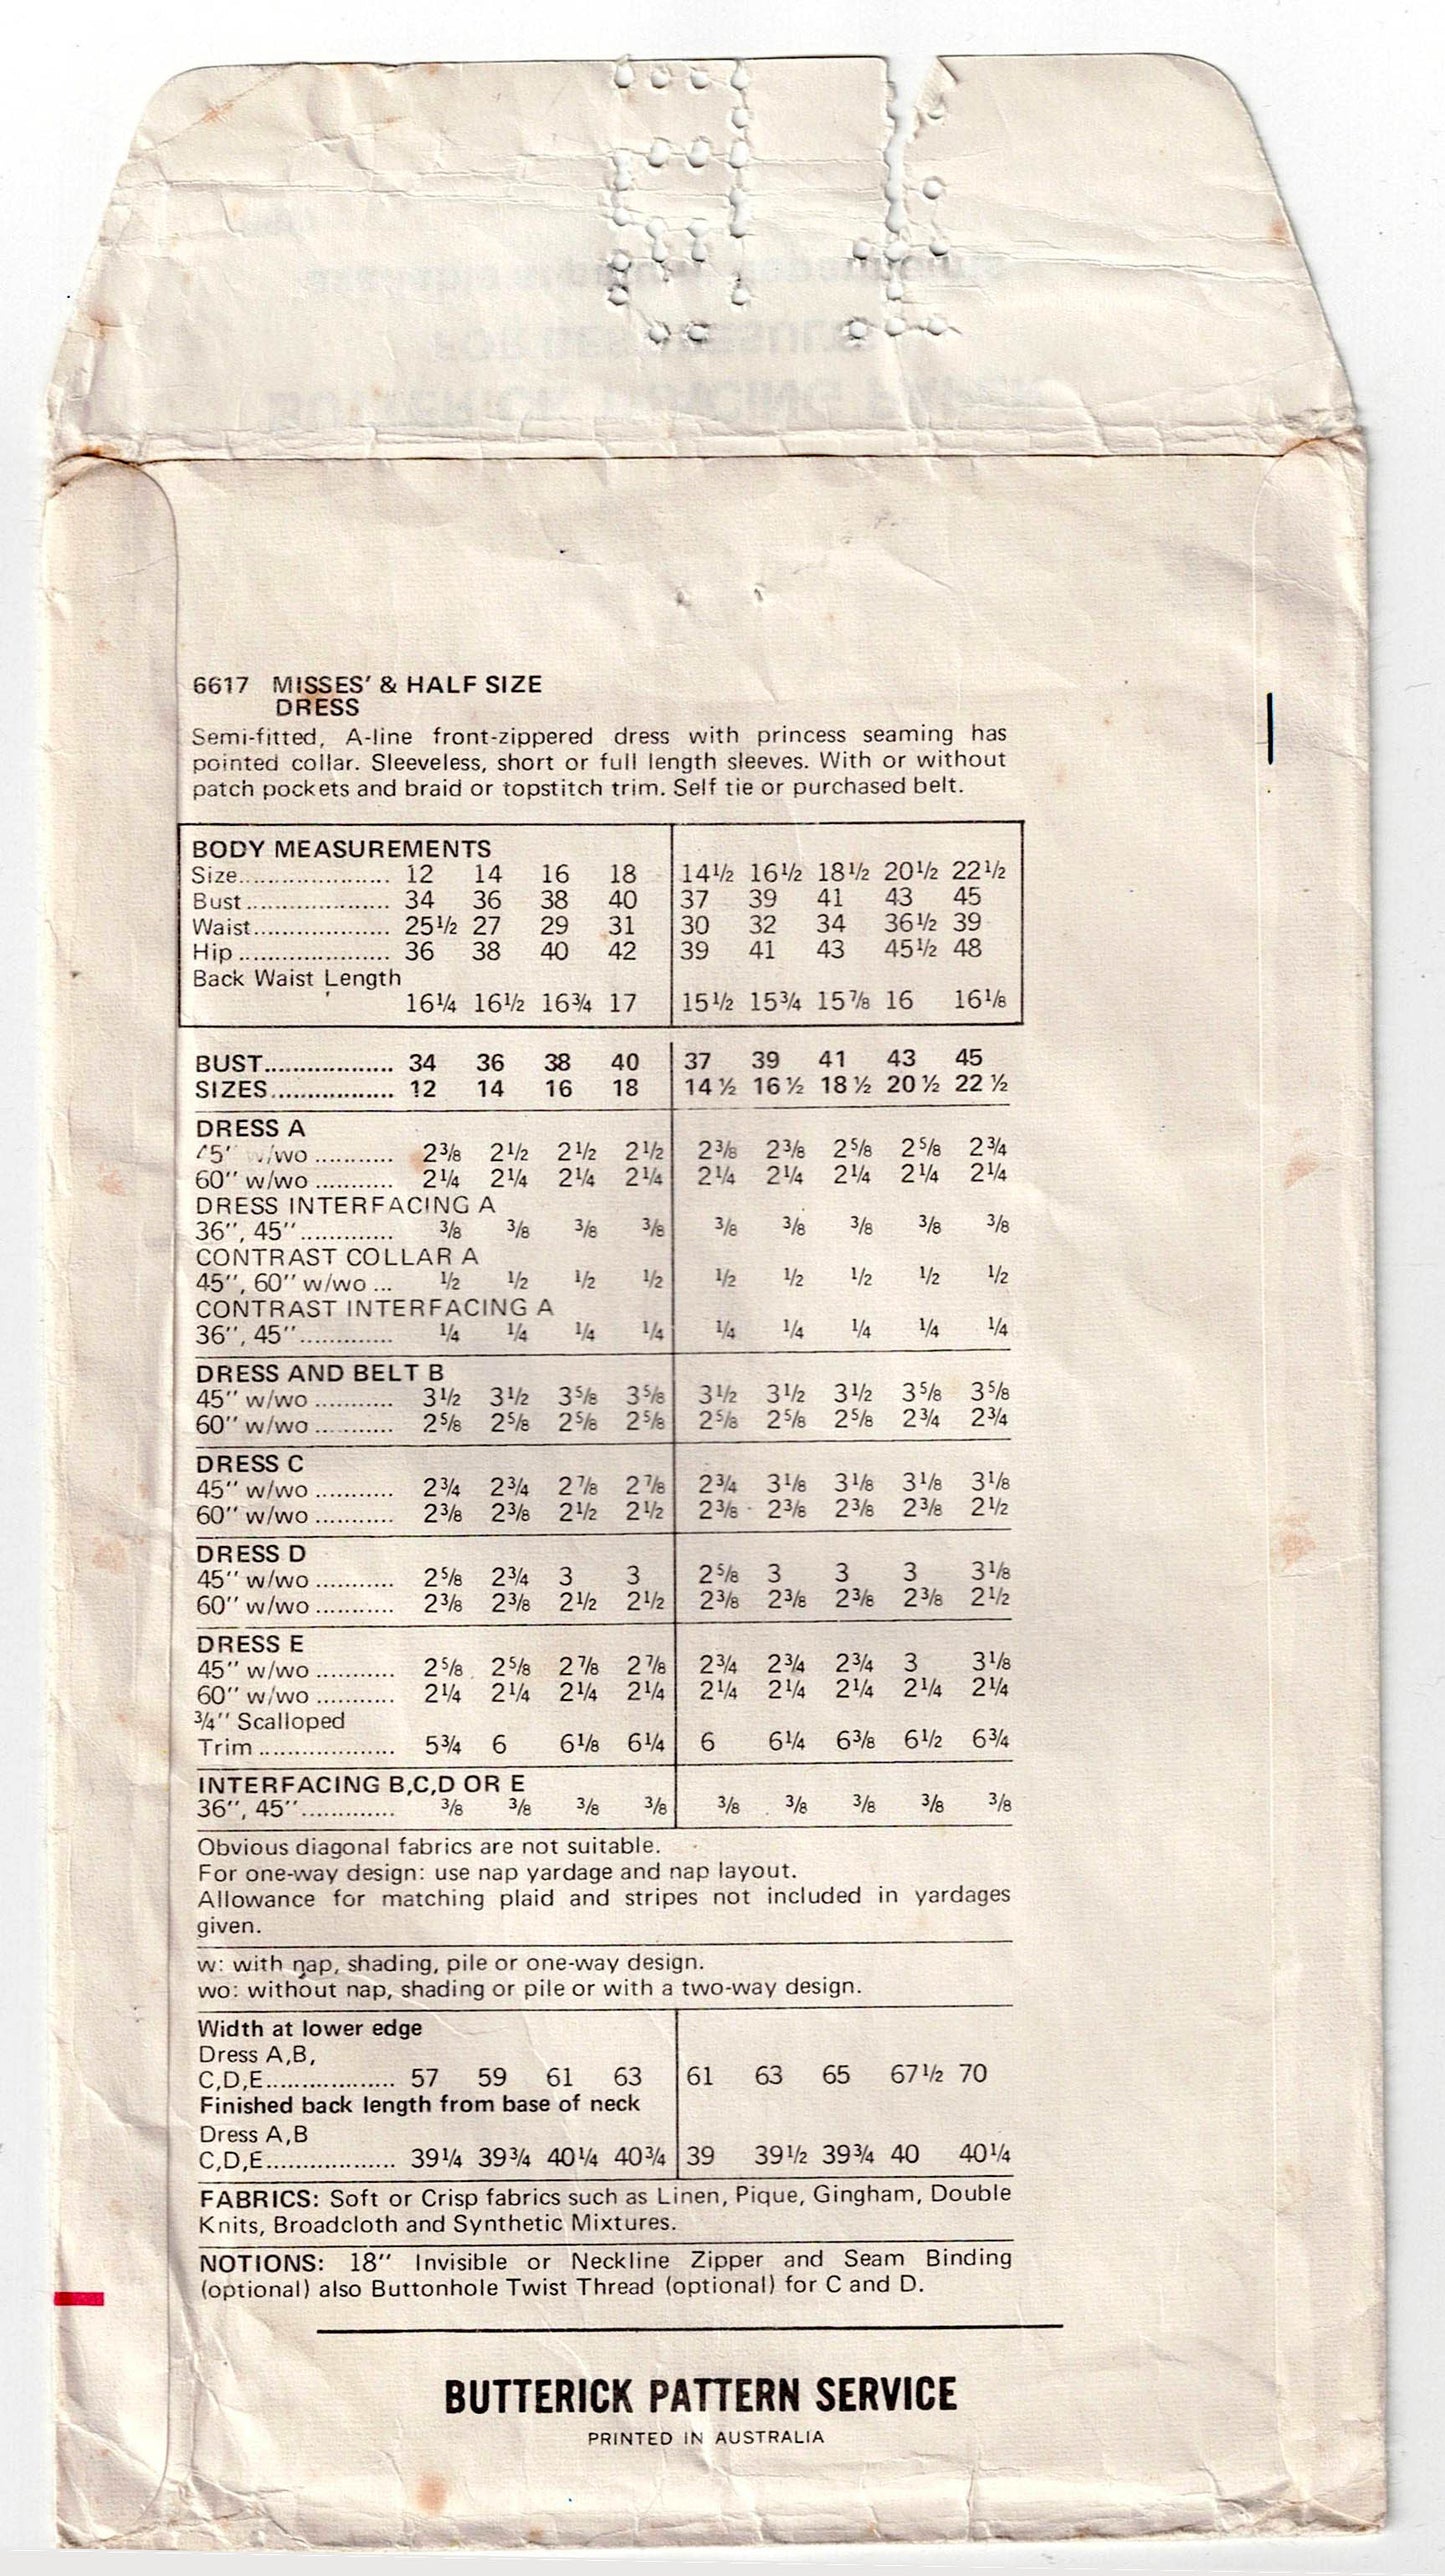 6617 MISSES' & HALF SIZE
DRESS
Semi-fitted, A-line front-zippered dress with princess seaming has
pointed collar. Sleeveless, short or full length sleeves. With or without
patch pockets and braid or topstitch trim. Self tie or purchased belt.
BODY MEASUREMENTS
Size..................... 12 14 16 18 14½ 16½ 18½ 20½ 22½
Bust .................... 34 36 38 40 37 39 41 43 45
Waist................... 25½ 27 29 31 30 32 34 36½ 39
Hip ..................... 36 38 40 42 39 41 43 45½ 48
Back Waist Length
16¼ 16½ 16¾ 17 15½ 15¾ 15⅞ 16 16⅛
BUST................... 34 36 38 40 37 39 41 43 45
SIZES.................. 12 14 16 18 14½ 16½ 18½ 20½ 22½
DRESS A
45" w/wo ........... 2⅜ 2½ 2½ 2½ 2⅜ 2⅜ 2⅝ 2⅝ 2¾
60" w/wo ........... 2¼ 2¼ 2¼ 2¼ 2¼ 2¼ 2¼ 2¼ 2¼
DRESS INTERFACING A
36", 45"............. ⅜ ⅜ ⅜ ⅜ ⅜ ⅜ ⅜ ⅜ ⅜
CONTRAST COLLAR A
45", 60" w/wo ... ½ ½ ½ ½ ½ ½ ½ ½ ½
CONTRAST INTERFACING A
36", 45"............. ¼ ¼ ¼ ¼ ¼ ¼ ¼ ¼ ¼
DRESS AND BELT B
45" w/wo ........... 3½ 3½ 3⅝ 3⅝ 3½ 3½ 3½ 3⅝ 3⅝
60" w/wo ........... 2⅝ 2⅝ 2⅝ 2⅝ 2⅝ 2⅝ 2⅝ 2¾ 2¾
DRESS C
45" w/wo ........... 2¾ 2¾ 2⅞ 2⅞ 2¾ 3⅛ 3⅛ 3⅛ 3⅛
60" w/wo ........... 2⅜ 2⅜ 2½ 2½ 2⅜ 2⅜ 2⅜ 2⅜ 2½
DRESS D
45" w/wo ........... 2⅝ 2¾ 3 3 2⅝ 3 3 3 3⅛
60" w/wo ........... 2⅜ 2⅜ 2½ 2½ 2⅜ 2⅜ 2⅜ 2⅜ 2½
DRESS E
45" w/wo ........... 2⅝ 2⅝ 2⅞ 2⅞ 2¾ 2¾ 2¾ 3 3⅛
60" w/wo ........... 2¼ 2¼ 2¼ 2¼ 2¼ 2¼ 2¼ 2¼ 2¼
¾" Scalloped
Trim ................... 5¾ 6 6⅛ 6¼ 6 6¼ 6⅜ 6½ 6¾
INTERFACING B,C,D OR E
36", 45"............. ⅜ ⅜ ⅜ ⅜ ⅜ ⅜ ⅜ ⅜ ⅜
Obvious diagonal fabrics are not suitable.
For one-way design: use nap yardage and nap layout.
Allowance for matching plaid and stripes not included in yardages
given.
w: with nap, shading, pile or one-way design.
wo: without nap, shading or pile or with a two-way design.
Width at lower edge
Dress A,B,
C,D,E.................. 57 59 61 63 61 63 65 67½ 70
Finished back length from base of neck
Dress A,B
C,D,E.................. 39¼ 39¾ 40¼ 40¾ 39 39½ 39¾ 40 40¼
FABRICS: Soft or Crisp fabrics such as Linen, Pique, Gingham, Double
Knits, Broadcloth and Synthetic Mixtures.
NOTIONS: 18" Invisible or Neckline Zipper and Seam Binding
(optional) also Buttonhole Twist Thread (optional) for C and D.
BUTTERICK PATTERN SERVICE
PRINTED IN AUSTRALIA